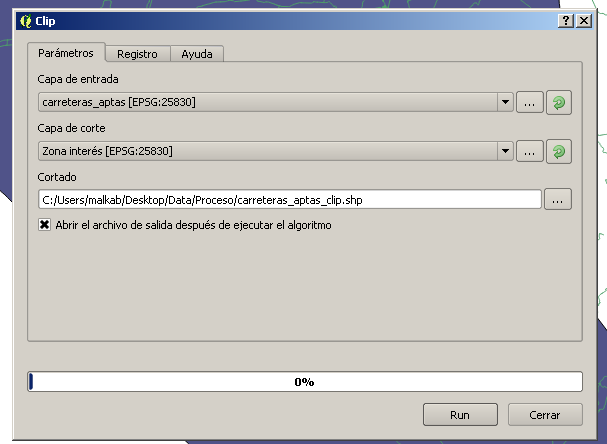 Clip
Parámetros Registro Ayuda
Capa de entrada
carreteras_aptas [EPSG:25830]
...
Capa de corte
Zona interés [EPSG:25830]
...
Cortado
C:/Users/malkab/Desktop/Data/Proceso/carreteras_aptas_clip.shp
...
Abrir el archivo de salida después de ejecutar el algoritmo
0%
Run Cerrar